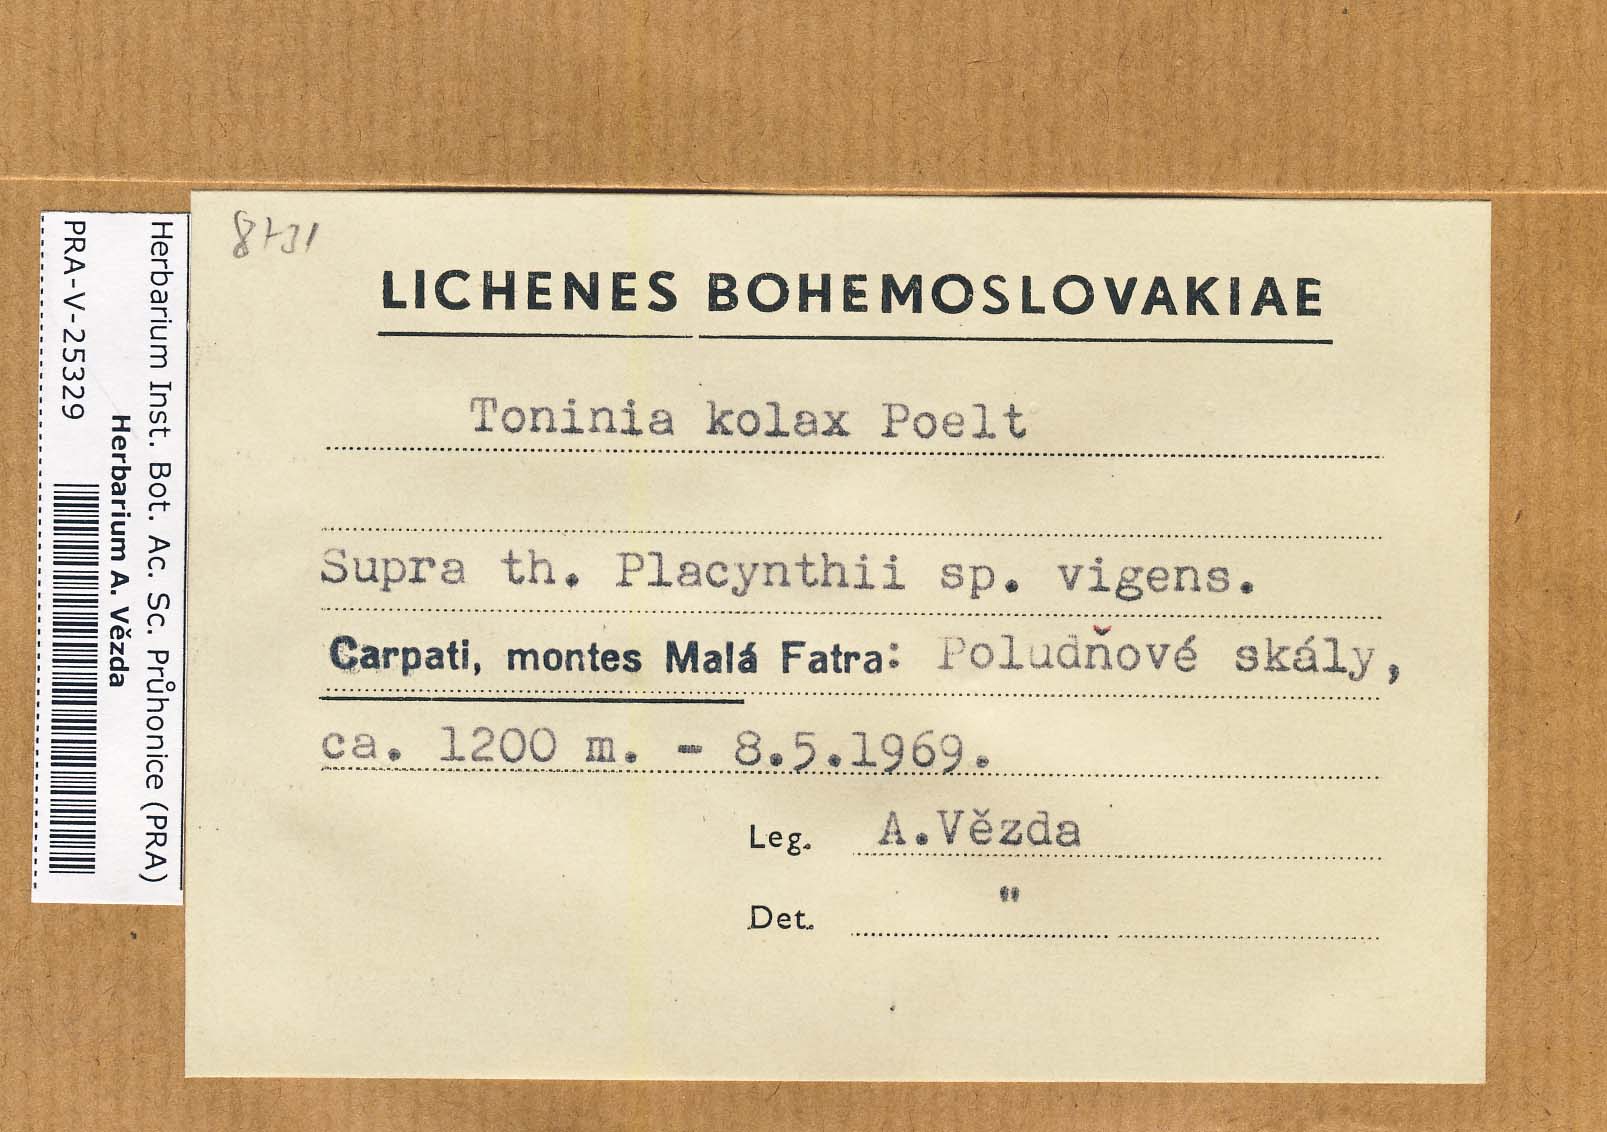 Herbarium Inst. Bot. Ac. Sc. Průhonice (PRA)
Herbarium A. Vězda
PRA-V-25329
8731
LICHENES BOHEMOSLOVAKIAE
Toninia kolax Poelt
Supra th. Placynthii sp. vigens.
Carpati, montes Malá Fatra: Poludňové skály,
ca. 1200 m. - 8.5.1969.
Leg. A.Vězda
Det. "